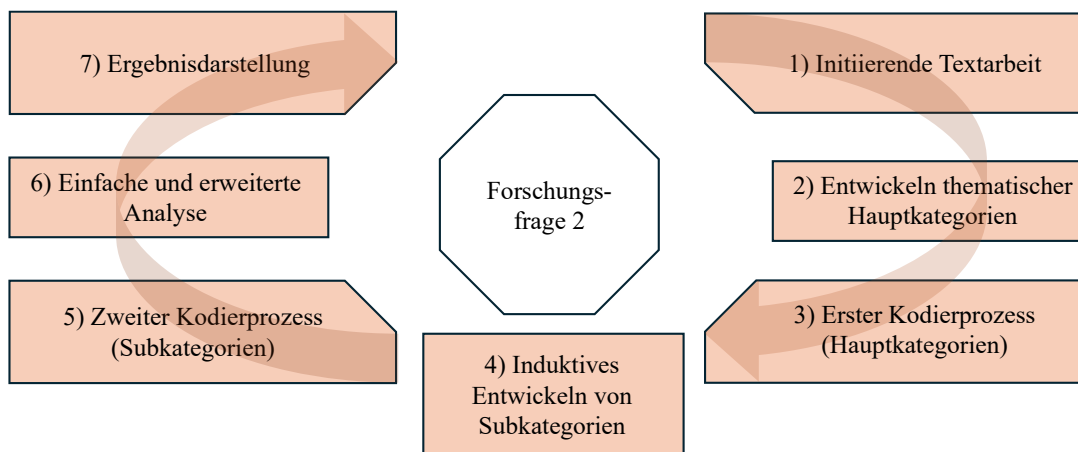 7) Ergebnisdarstellung
1) Initiierende Textarbeit
6) Einfache und erweiterte
Analyse
Forschungs-
frage 2
2) Entwickeln thematischer
Hauptkategorien
5) Zweiter Kodierprozess
(Subkategorien)
3) Erster Kodierprozess
(Hauptkategorien)
4) Induktives
Entwickeln von
Subkategorien